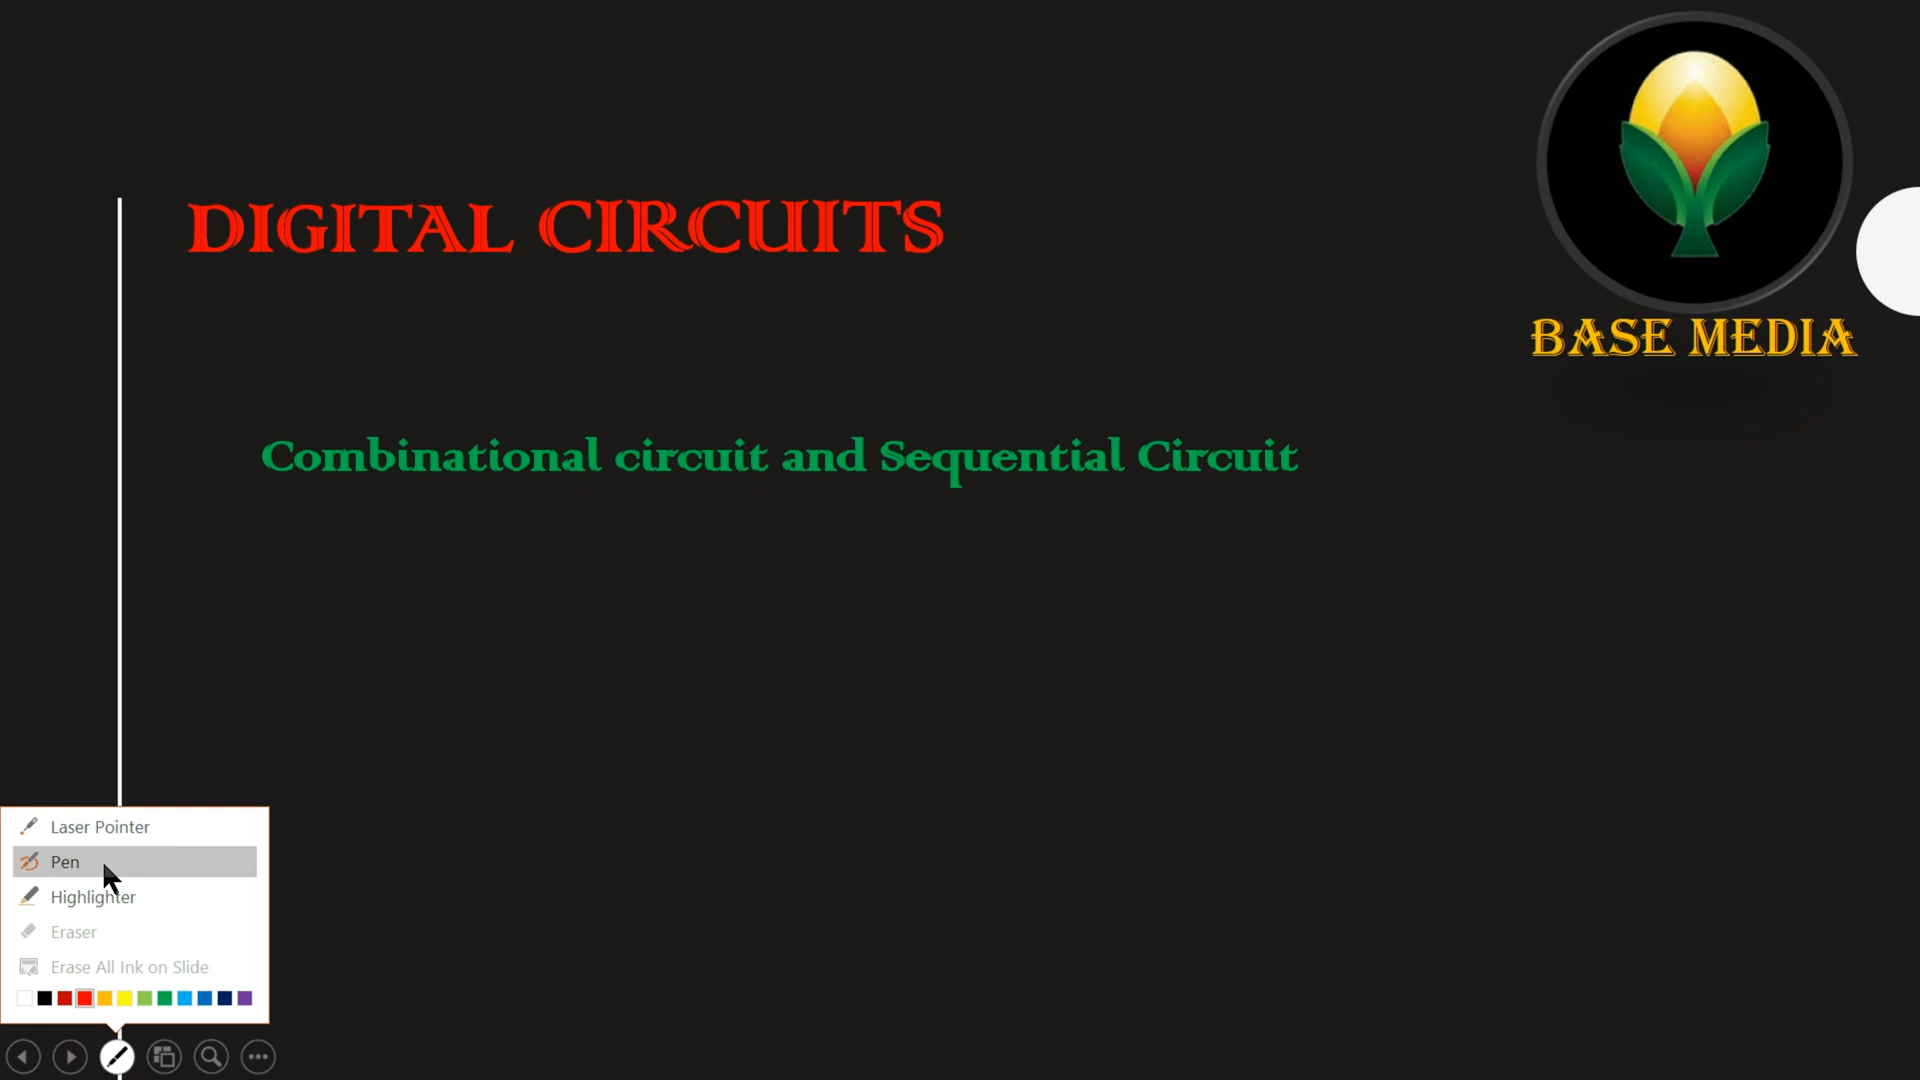 DIGITAL CIRCUITS
BASE MEDIA
Combinational circuit and Sequential Circuit
Laser Pointer
Pen
Highlighter
Eraser
Erase All Ink on Slide